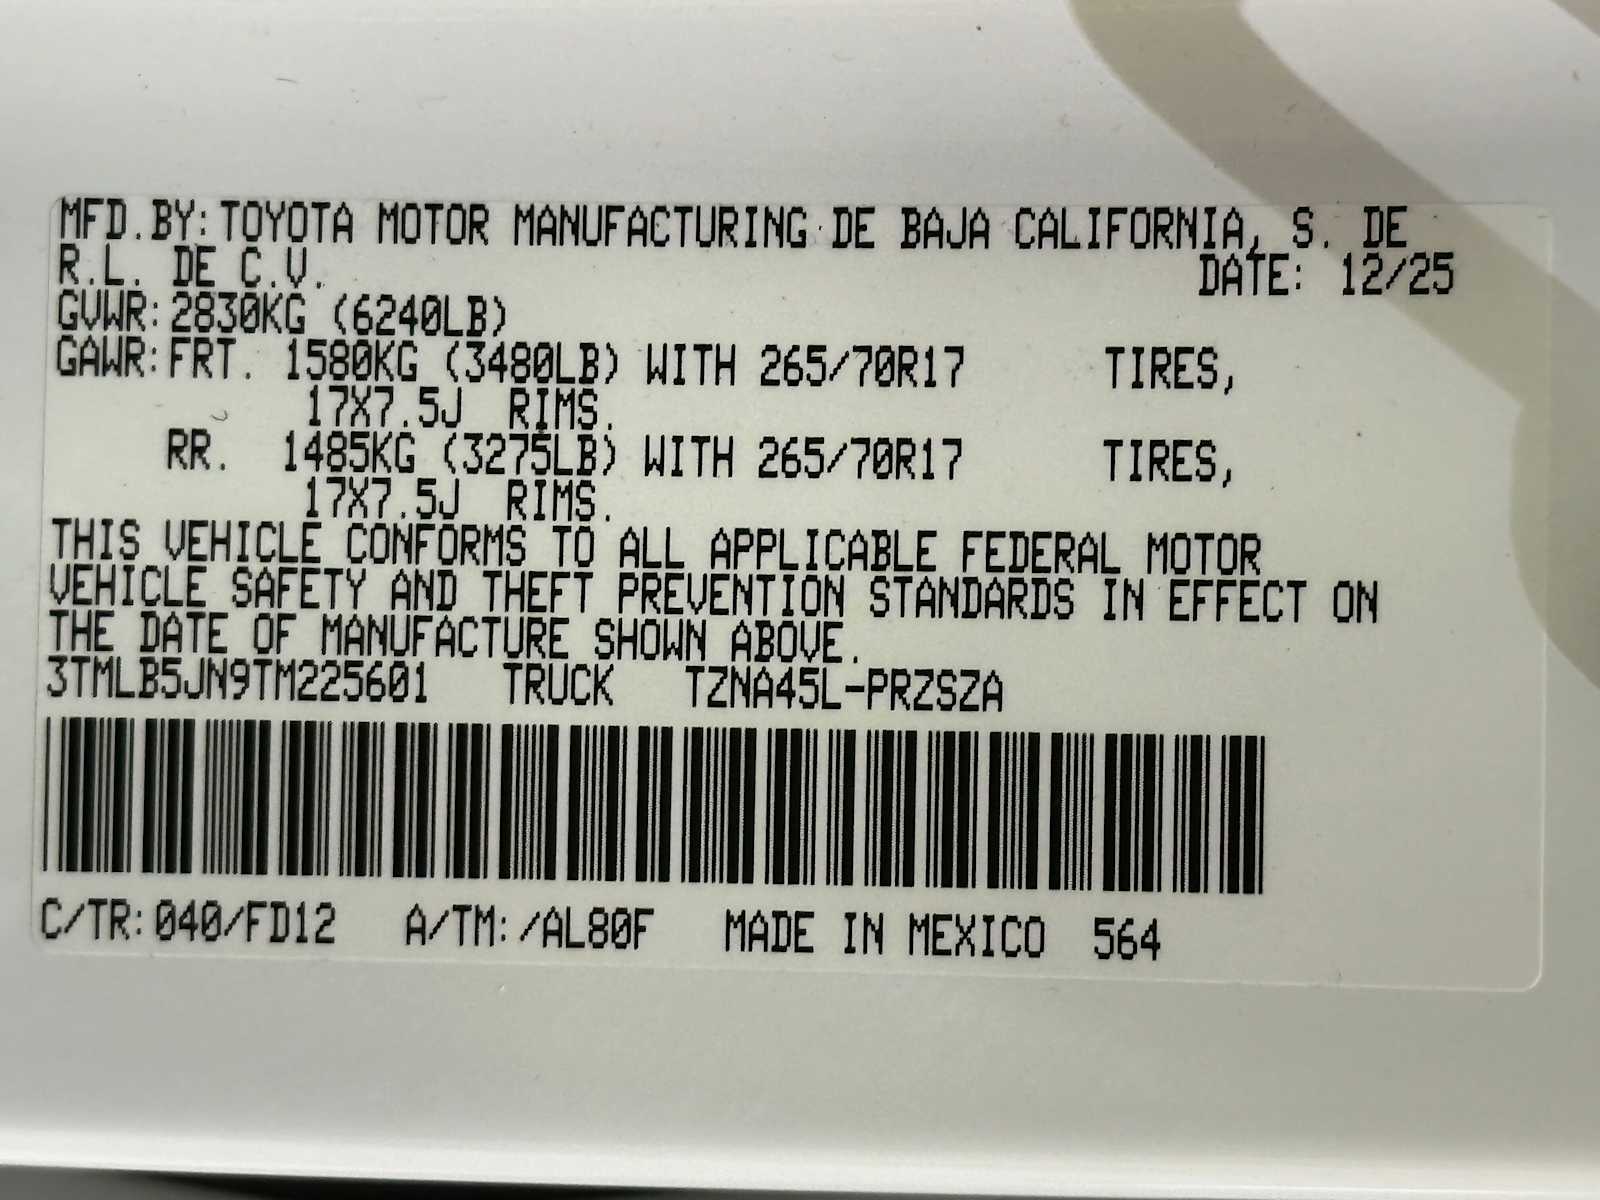 MFD.BY:TOYOTA MOTOR MANUFACTURING DE BAJA CALIFORNIA, S. DE
R.L. DE C.V. DATE: 12/25
GVWR:2830KG (6240LB)
GAWR:FRT. 1580KG (3480LB) WITH 265/70R17 TIRES,
17X7.5J RIMS.
RR. 1485KG (3275LB) WITH 265/70R17 TIRES,
17X7.5J RIMS.
THIS VEHICLE CONFORMS TO ALL APPLICABLE FEDERAL MOTOR
VEHICLE SAFETY AND THEFT PREVENTION STANDARDS IN EFFECT ON
THE DATE OF MANUFACTURE SHOWN ABOVE.
3TMLB5JN9TM225601 TRUCK TZNA45L-PRZSZA
C/TR:040/FD12 A/TM:/AL80F MADE IN MEXICO 564